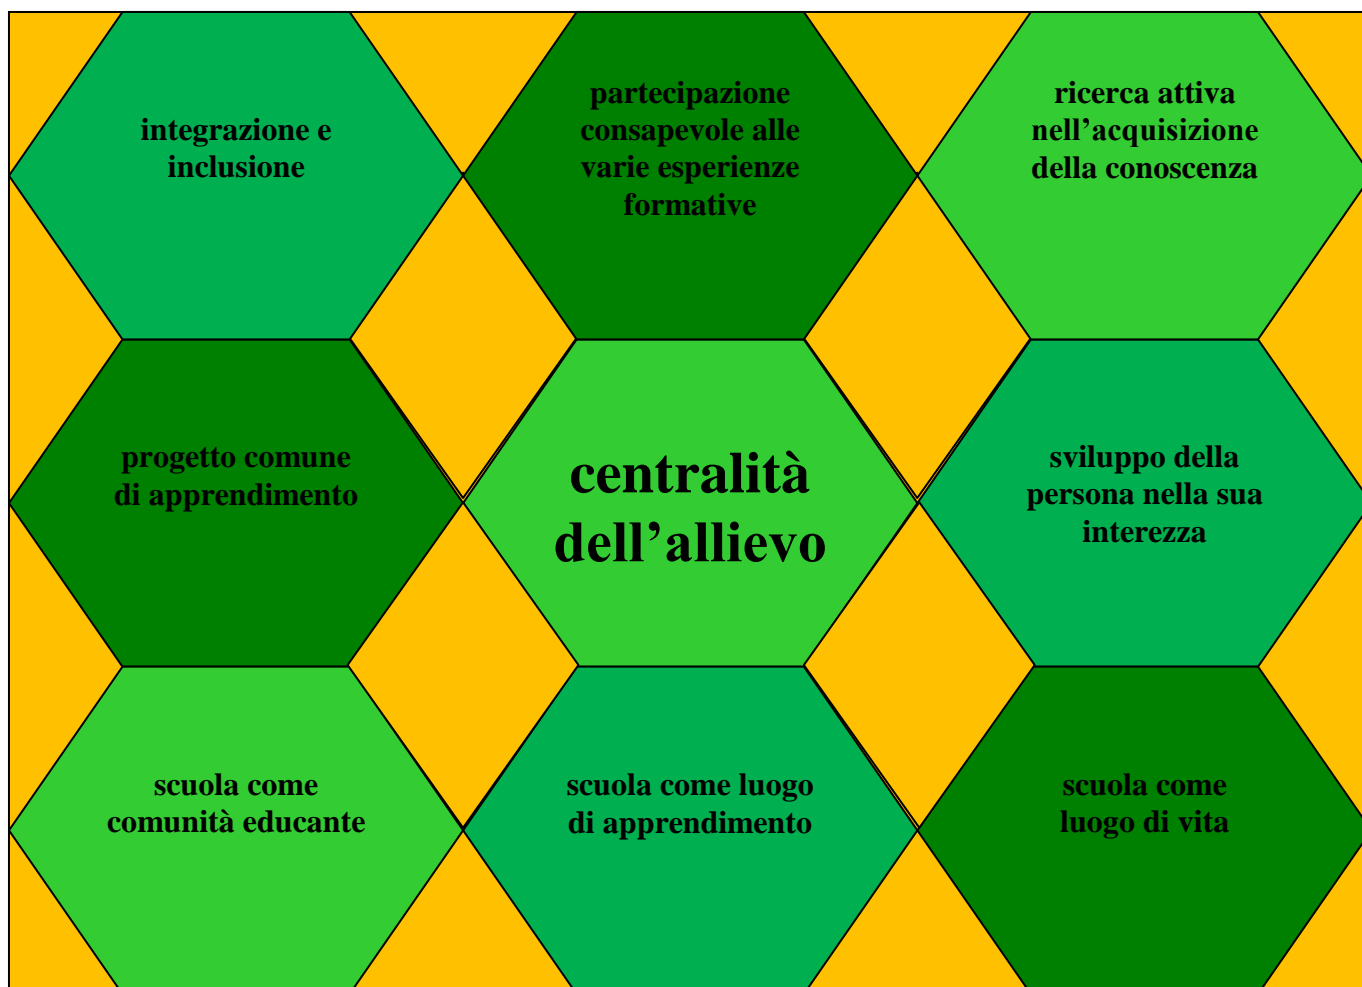 integrazione e
inclusione
partecipazione
consapevole alle
varie esperienze
formative
ricerca attiva
nell’acquisizione
della conoscenza
progetto comune
di apprendimento
centralità
dell’allievo
sviluppo della
persona nella sua
interezza
scuola come
comunità educante
scuola come luogo
di apprendimento
scuola come
luogo di vita